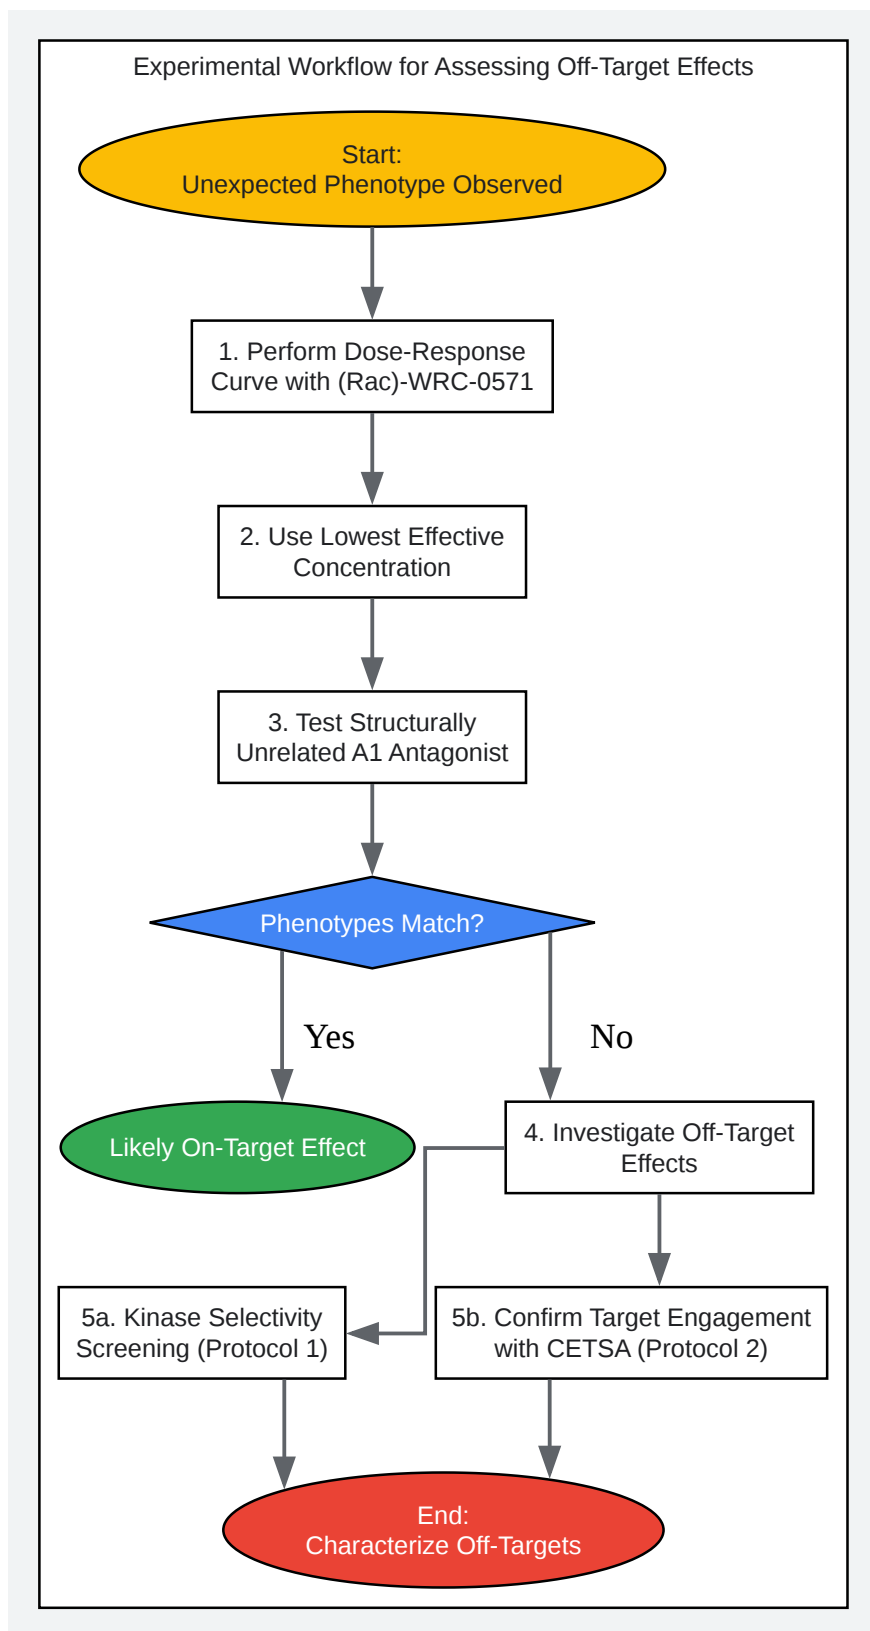 Experimental Workflow for Assessing Off-Target Effects
Start:
Unexpected Phenotype Observed
1. Perform Dose-Response
Curve with (Rac)-WRC-0571
2. Use Lowest Effective
Concentration
3. Test Structurally
Unrelated A1 Antagonist
Phenotypes Match?
Yes
No
Likely On-Target Effect
4. Investigate Off-Target
Effects
5a. Kinase Selectivity
Screening (Protocol 1)
5b. Confirm Target Engagement
with CETSA (Protocol 2)
End:
Characterize Off-Targets